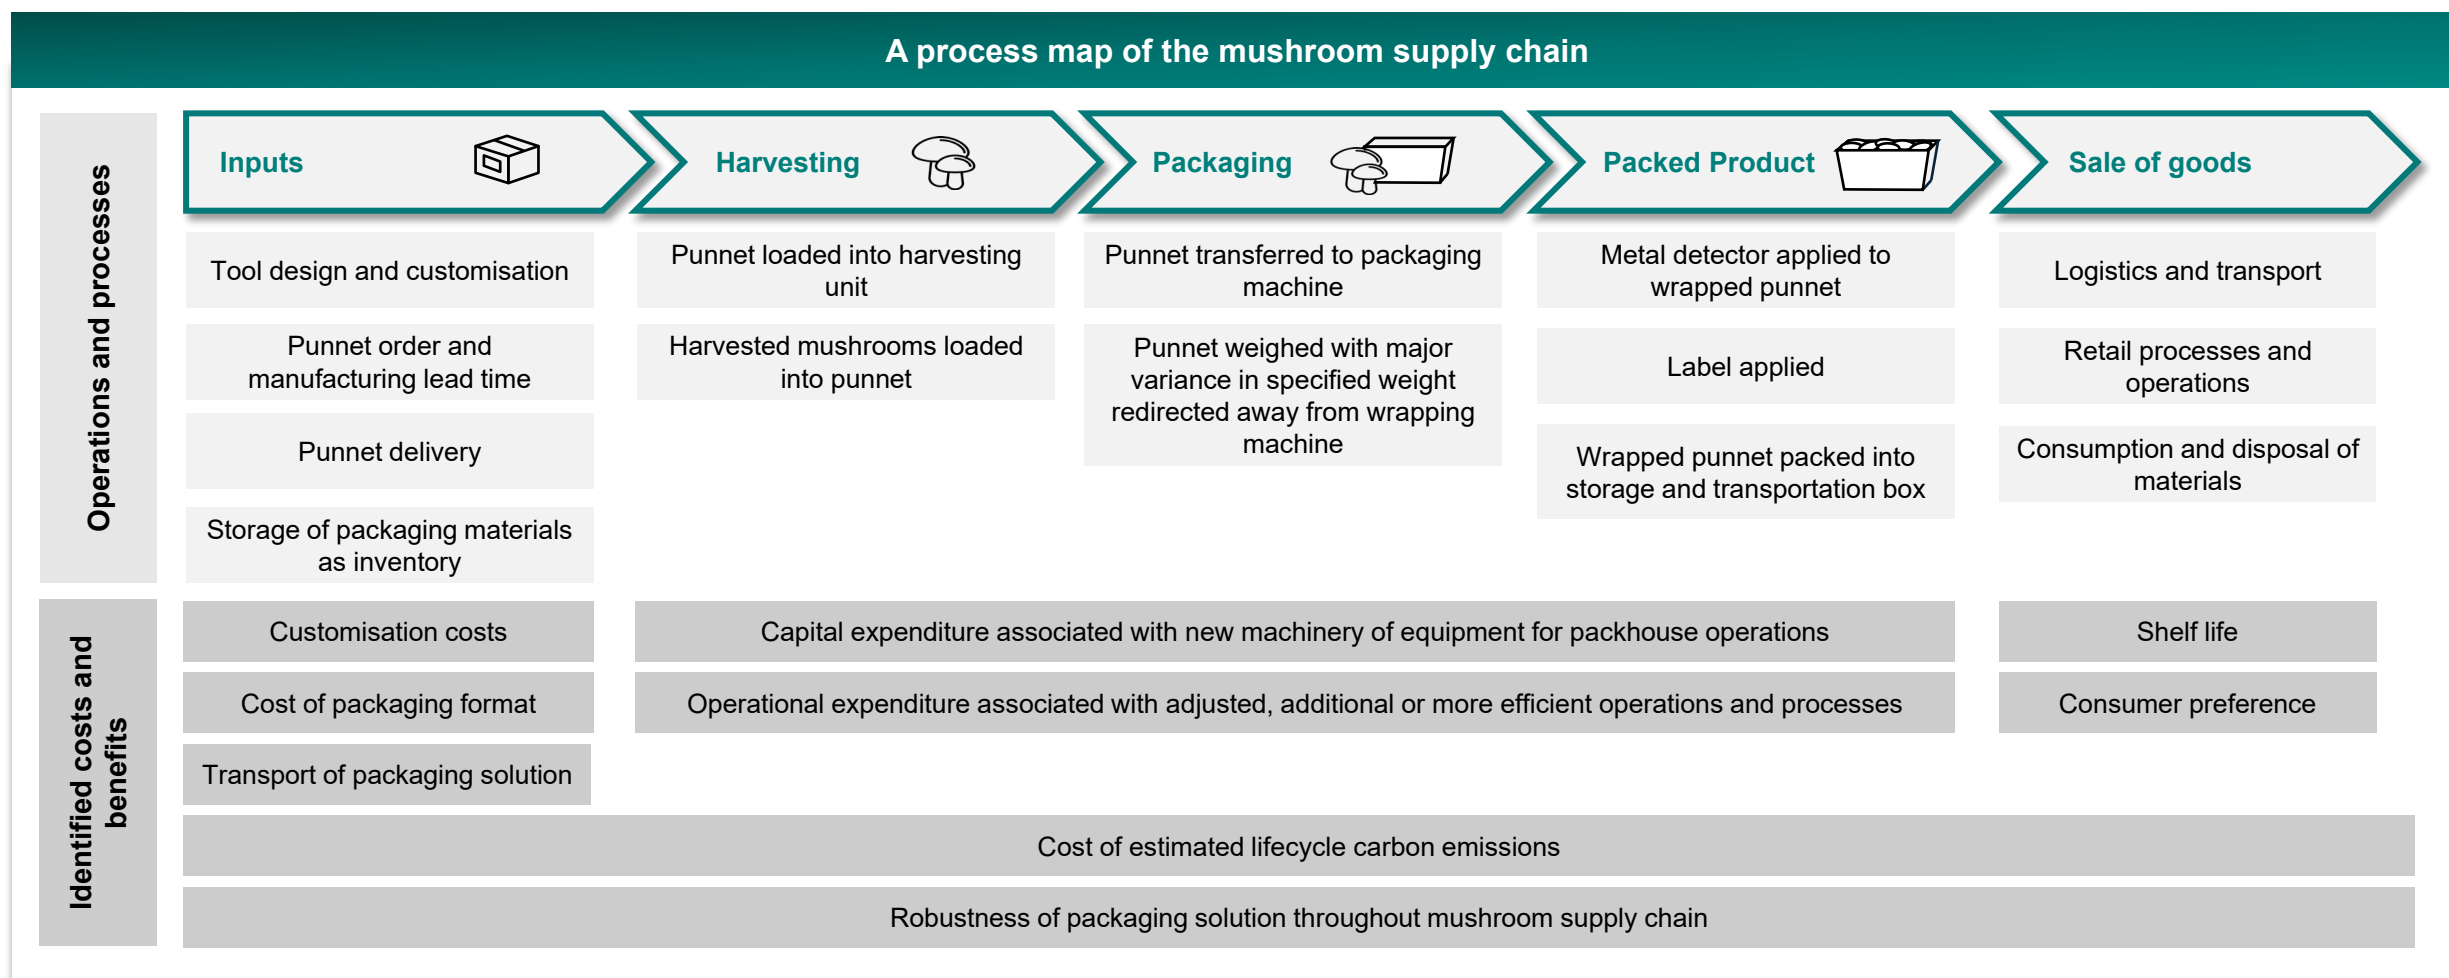 A process map of the mushroom supply chain
Operations and processes
Inputs
Harvesting
Packaging
Packed Product
Sale of goods
Tool design and customisation
Punnet order and
manufacturing lead time
Punnet delivery
Storage of packaging materials
as inventory
Punnet loaded into harvesting
unit
Harvested mushrooms loaded
into punnet
Punnet transferred to packaging
machine
Punnet weighed with major
variance in specified weight
redirected away from wrapping
machine
Metal detector applied to
wrapped punnet
Label applied
Wrapped punnet packed into
storage and transportation box
Logistics and transport
Retail processes and
operations
Consumption and disposal of
materials
Identified costs and
benefits
Customisation costs
Cost of packaging format
Transport of packaging solution
Capital expenditure associated with new machinery of equipment for packhouse operations
Operational expenditure associated with adjusted, additional or more efficient operations and processes
Shelf life
Consumer preference
Cost of estimated lifecycle carbon emissions
Robustness of packaging solution throughout mushroom supply chain